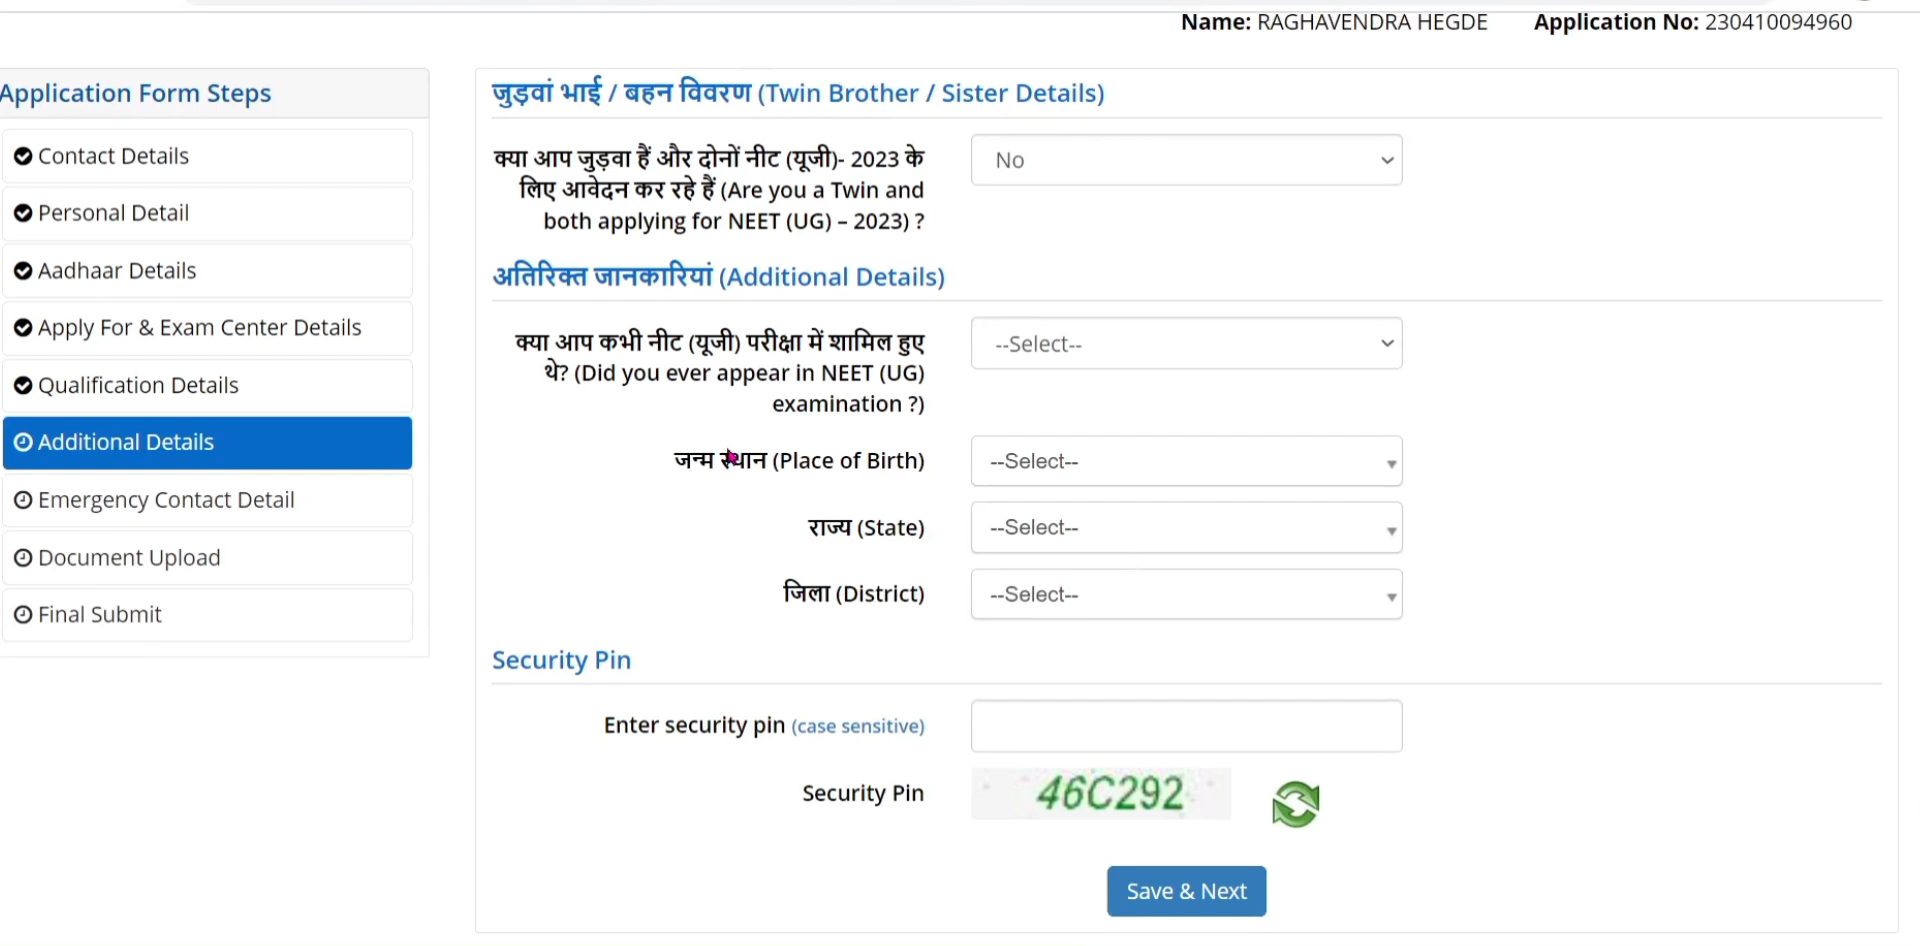 Name: RAGHAVENDRA HEGDE Application No: 230410094960
Application Form Steps
Contact Details
Personal Detail
Aadhaar Details
Apply For & Exam Center Details
Qualification Details
Additional Details
Emergency Contact Detail
Document Upload
Final Submit
जुड़वां भाई / बहन विवरण (Twin Brother / Sister Details)
क्या आप जुड़वा हैं और दोनों नीट (यूजी)- 2023 के
लिए आवेदन कर रहे हैं (Are you a Twin and
both applying for NEET (UG) – 2023) ?
No
अतिरिक्त जानकारियां (Additional Details)
क्या आप कभी नीट (यूजी) परीक्षा में शामिल हुए
थे? (Did you ever appear in NEET (UG)
examination ?)
--Select--
जन्म स्थान (Place of Birth)
--Select--
राज्य (State)
--Select--
जिला (District)
--Select--
Security Pin
Enter security pin (case sensitive)
Security Pin
46C292
Save & Next